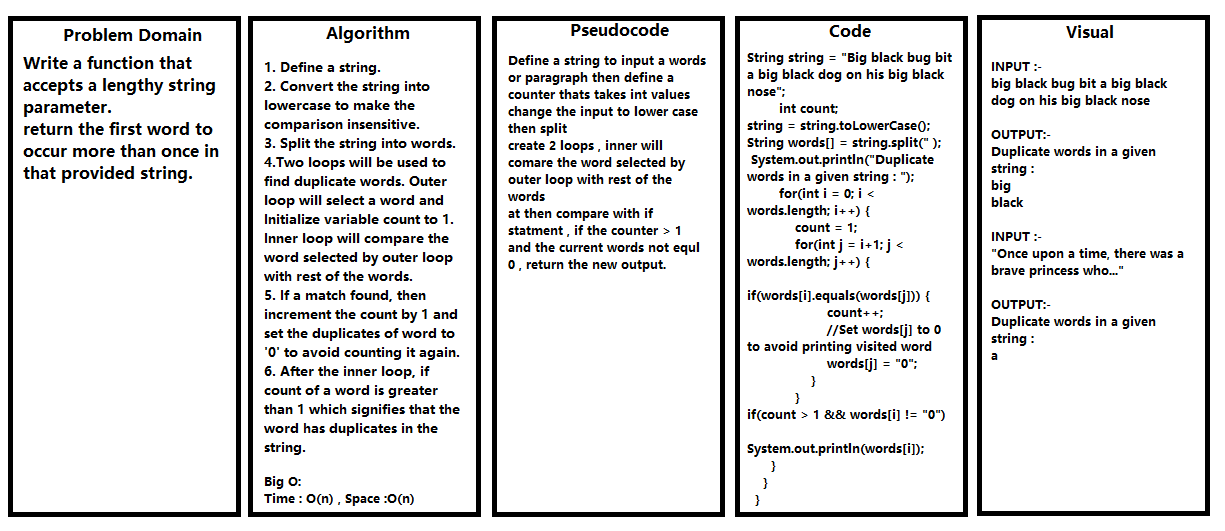 Problem Domain
Write a function that
accepts a lengthy string
parameter.
return the first word to
occur more than once in
that provided string.
Algorithm
1. Define a string.
2. Convert the string into
lowercase to make the
comparison insensitive.
3. Split the string into words.
4.Two loops will be used to
find duplicate words. Outer
loop will select a word and
Initialize variable count to 1.
Inner loop will compare the
word selected by outer loop
with rest of the words.
5. If a match found, then
increment the count by 1 and
set the duplicates of word to
'0' to avoid counting it again.
6. After the inner loop, if
count of a word is greater
than 1 which signifies that the
word has duplicates in the
string.
Big O:
Time : O(n) , Space :O(n)
Pseudocode
Define a string to input a words
or paragraph then define a
counter thats takes int values
change the input to lower case
then split
create 2 loops , inner will
comare the word selected by
outer loop with rest of the
words
at then compare with if
statment , if the counter > 1
and the current words not equl
0 , return the new output.
Code
String string = "Big black bug bit
a big black dog on his big black
nose";
int count;
string = string.toLowerCase();
String words[] = string.split(" ");
System.out.println("Duplicate
words in a given string : ");
for(int i = 0; i <
words.length; i++) {
count = 1;
for(int j = i+1; j <
words.length; j++) {
if(words[i].equals(words[j])) {
count++;
//Set words[j] to 0
to avoid printing visited word
words[j] = "0";
}
}
if(count > 1 && words[i] != "0")
System.out.println(words[i]);
}
}
}
Visual
INPUT :-
big black bug bit a big black
dog on his big black nose
OUTPUT:-
Duplicate words in a given
string :
big
black
INPUT :-
"Once upon a time, there was a
brave princess who..."
OUTPUT:-
Duplicate words in a given
string :
a